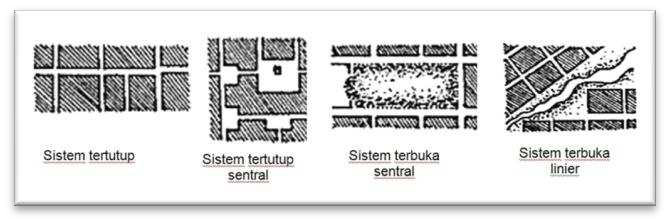 Sistem tertutup
Sistem tertutup
sentral
Sistem terbuka
sentral
Sistem terbuka
linier